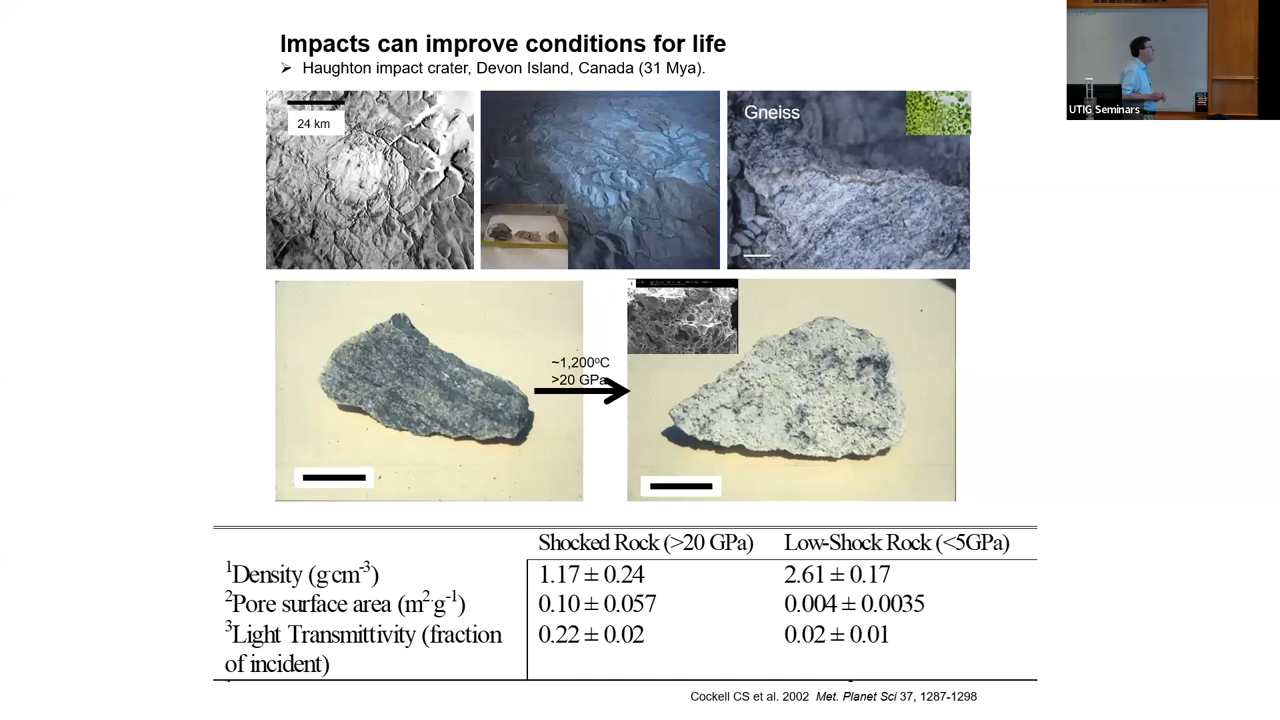 Impacts can improve conditions for life
➢ Haughton impact crater, Devon Island, Canada (31 Mya).
24 km
Gneiss
UTIG Seminars
~1,200ºC
>20 GPa
Shocked Rock (>20 GPa) Low-Shock Rock (<5GPa)
¹Density (g·cm⁻³) 1.17 ± 0.24 2.61 ± 0.17
²Pore surface area (m²·g⁻¹) 0.10 ± 0.057 0.004 ± 0.0035
³Light Transmittivity (fraction 0.22 ± 0.02 0.02 ± 0.01
of incident)
Cockell CS et al. 2002 Met. Planet Sci 37, 1287-1298